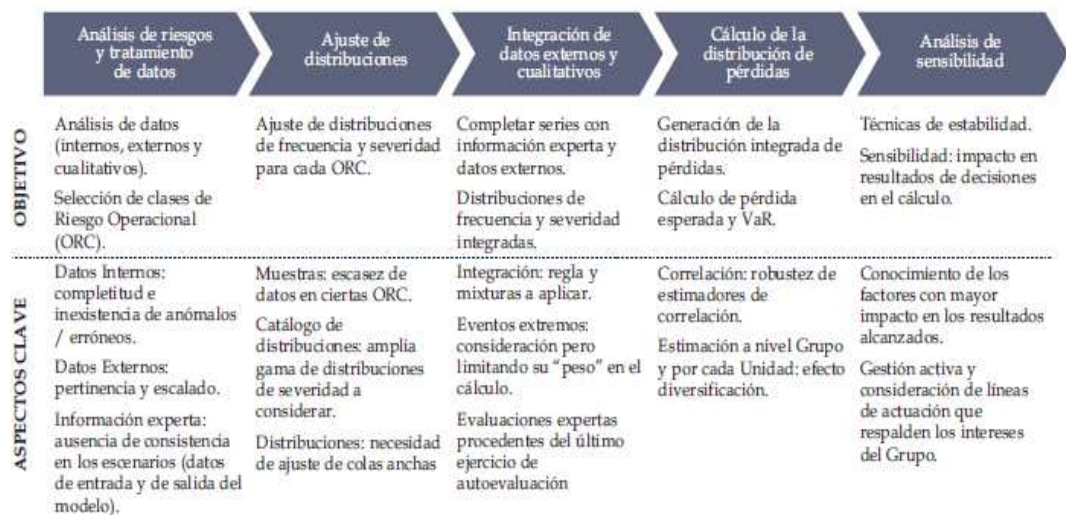 Análisis de riesgos
y tratamiento
de datos
Ajuste de
distribuciones
Integración de
datos externos y
cualitativos
Cálculo de la
distribución de
pérdidas
Análisis de
sensibilidad
OBJETIVO
Análisis de datos
(internos, externos y
cualitativos).
Selección de clases de
Riesgo Operacional
(ORC).
Ajuste de distribuciones
de frecuencia y severidad
para cada ORC.
Completar series con
información experta y
datos externos.
Distribuciones de
frecuencia y severidad
integradas.
Generación de la
distribución integrada de
pérdidas.
Cálculo de pérdida
esperada y VaR.
Técnicas de estabilidad.
Sensibilidad: impacto en
resultados de decisiones
en el cálculo.
ASPECTOS CLAVE
Datos Internos:
completitud e
inexistencia de anómalos
/ erróneos.
Datos Externos:
pertinencia y escalado.
Información experta:
ausencia de consistencia
en los escenarios (datos
de entrada y de salida del
modelo).
Muestras: escasez de
datos en ciertas ORC.
Catálogo de
distribuciones: amplia
gama de distribuciones
de severidad a
considerar.
Distribuciones: necesidad
de ajuste de colas anchas
Integración: regla y
mixturas a aplicar.
Eventos extremos:
consideración pero
limitando su "peso" en el
cálculo.
Evaluaciones expertas
procedentes del último
ejercicio de
autoevaluación
Correlación: robustez de
estimadores de
correlación.
Estimación a nivel Grupo
y por cada Unidad: efecto
diversificación.
Conocimiento de los
factores con mayor
impacto en los resultados
alcanzados.
Gestión activa y
consideración de líneas
de actuación que
respalden los intereses
del Grupo.